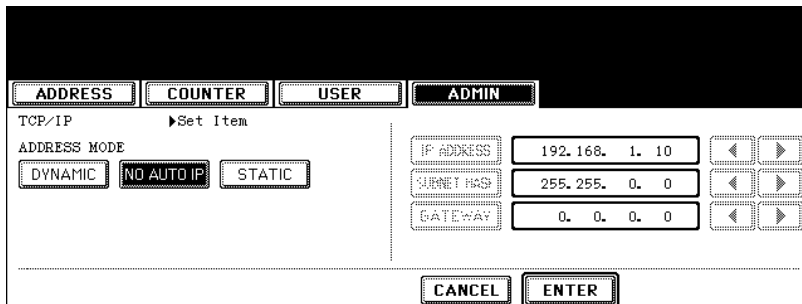 ADDRESS COUNTER USER ADMIN
TCP/IP ▶Set Item
ADDRESS MODE
DYNAMIC NO AUTO IP STATIC
IP ADDRESS 192.168. 1. 10
SUBNET MASK 255.255. 0. 0
GATEWAY 0. 0. 0. 0
CANCEL ENTER